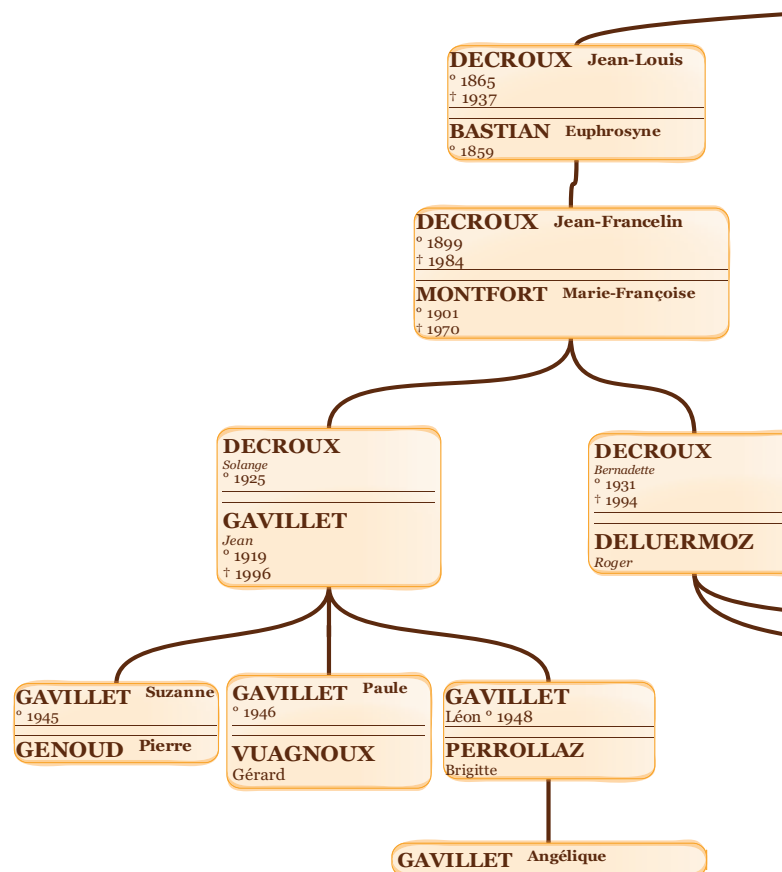 DECROUX Jean-Louis
° 1865
† 1937
BASTIAN Euphrosyne
° 1859
DECROUX Jean-Francelin
° 1899
† 1984
MONTFORT Marie-Françoise
° 1901
† 1970
DECROUX
Solange
° 1925
GAVILLET
Jean
° 1919
† 1996
DECROUX
Bernadette
° 1931
† 1994
DELUERMOZ
Roger
GAVILLET Suzanne
° 1945
GENOUD Pierre
GAVILLET Paule
° 1946
VUAGNOUX
Gérard
GAVILLET
Léon ° 1948
PERROLLAZ
Brigitte
GAVILLET Angélique